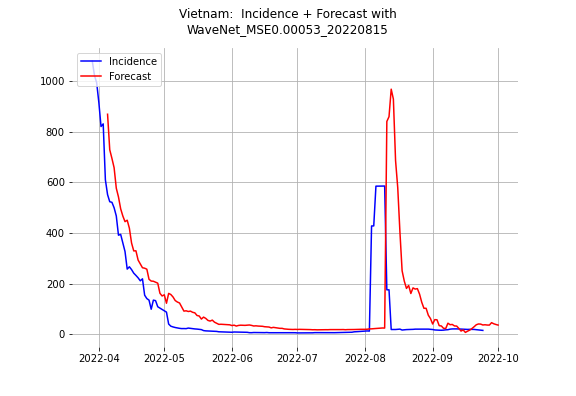 Vietnam:  Incidence + Forecast with
WaveNet_MSE0.00053_20220815
Incidence
Forecast
1000
800
600
400
200
0
2022-04 2022-05 2022-06 2022-07 2022-08 2022-09 2022-10